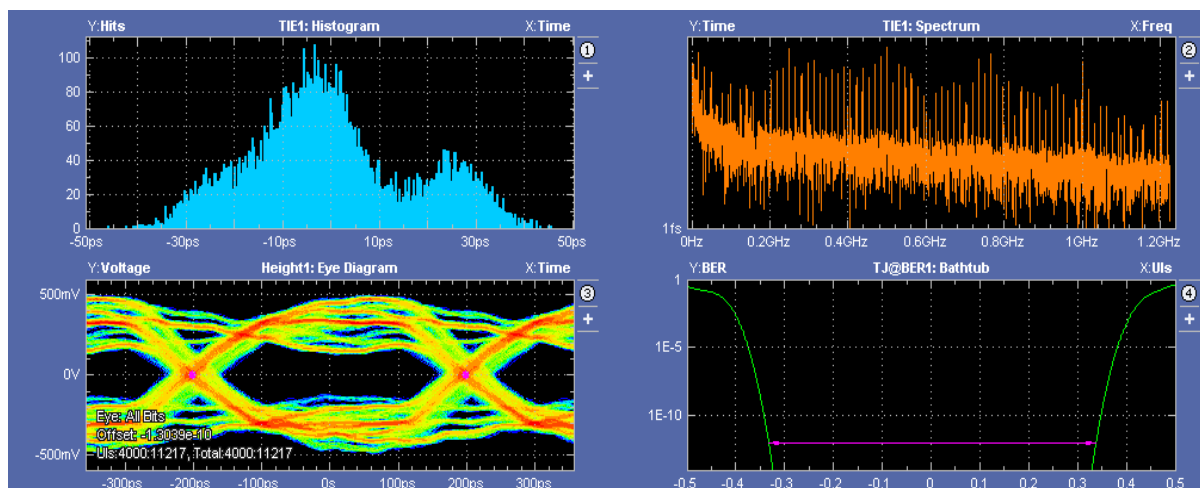 Y:Hits TIE1: Histogram X:Time
1
100
80
60
40
20
0
-50ps -30ps -10ps 10ps 30ps 50ps
+
Y:Time TIE1: Spectrum X:Freq
2
+
1fs
0Hz 0.2GHz 0.4GHz 0.6GHz 0.8GHz 1GHz 1.2GHz
Y:Voltage Height1: Eye Diagram X:Time
3
+
500mV
0V
-500mV
Eye: All Bits
Offset: -1.3039e-10
UIs:4000:11217, Total:4000:11217
-300ps -200ps -100ps 0s 100ps 200ps 300ps
Y:BER TJ@BER1: Bathtub X:UIs
4
+
1
1E-5
1E-10
-0.5 -0.4 -0.3 -0.2 -0.1 0 0.1 0.2 0.3 0.4 0.5